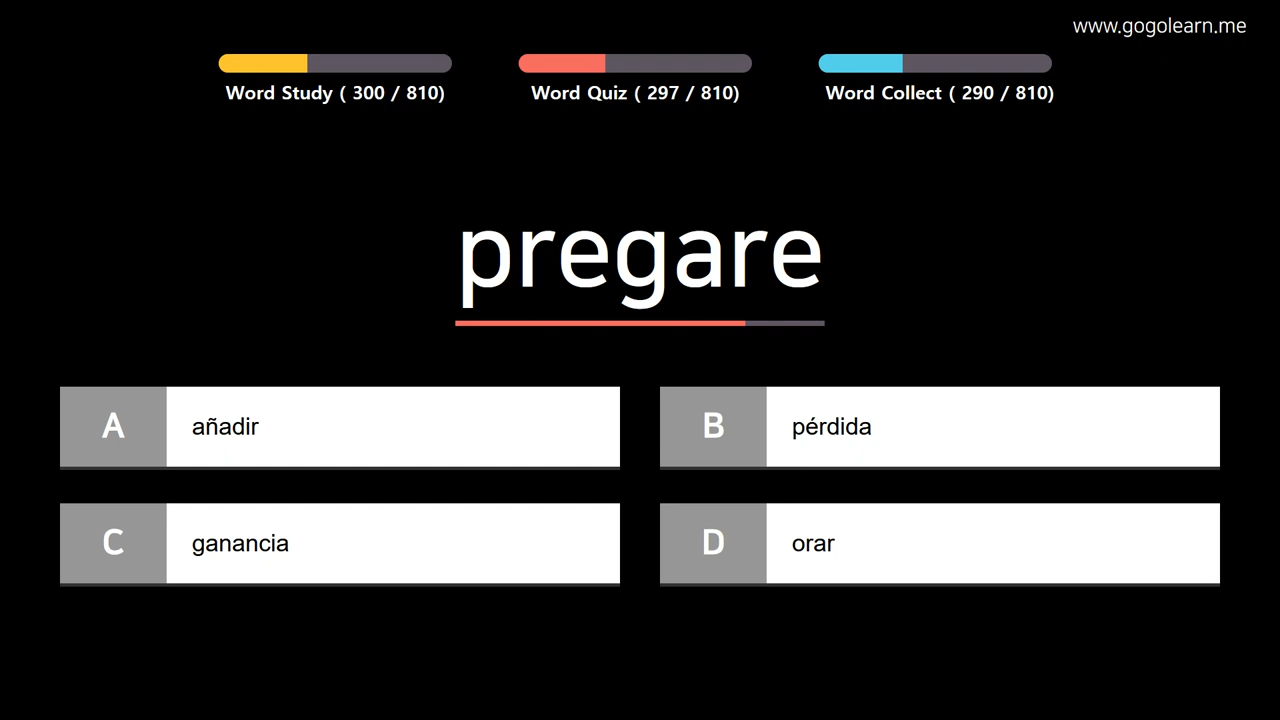 www.gogolearn.me
Word Study ( 300 / 810)
Word Quiz ( 297 / 810)
Word Collect ( 290 / 810)
pregare
A
añadir
B
pérdida
C
ganancia
D
orar